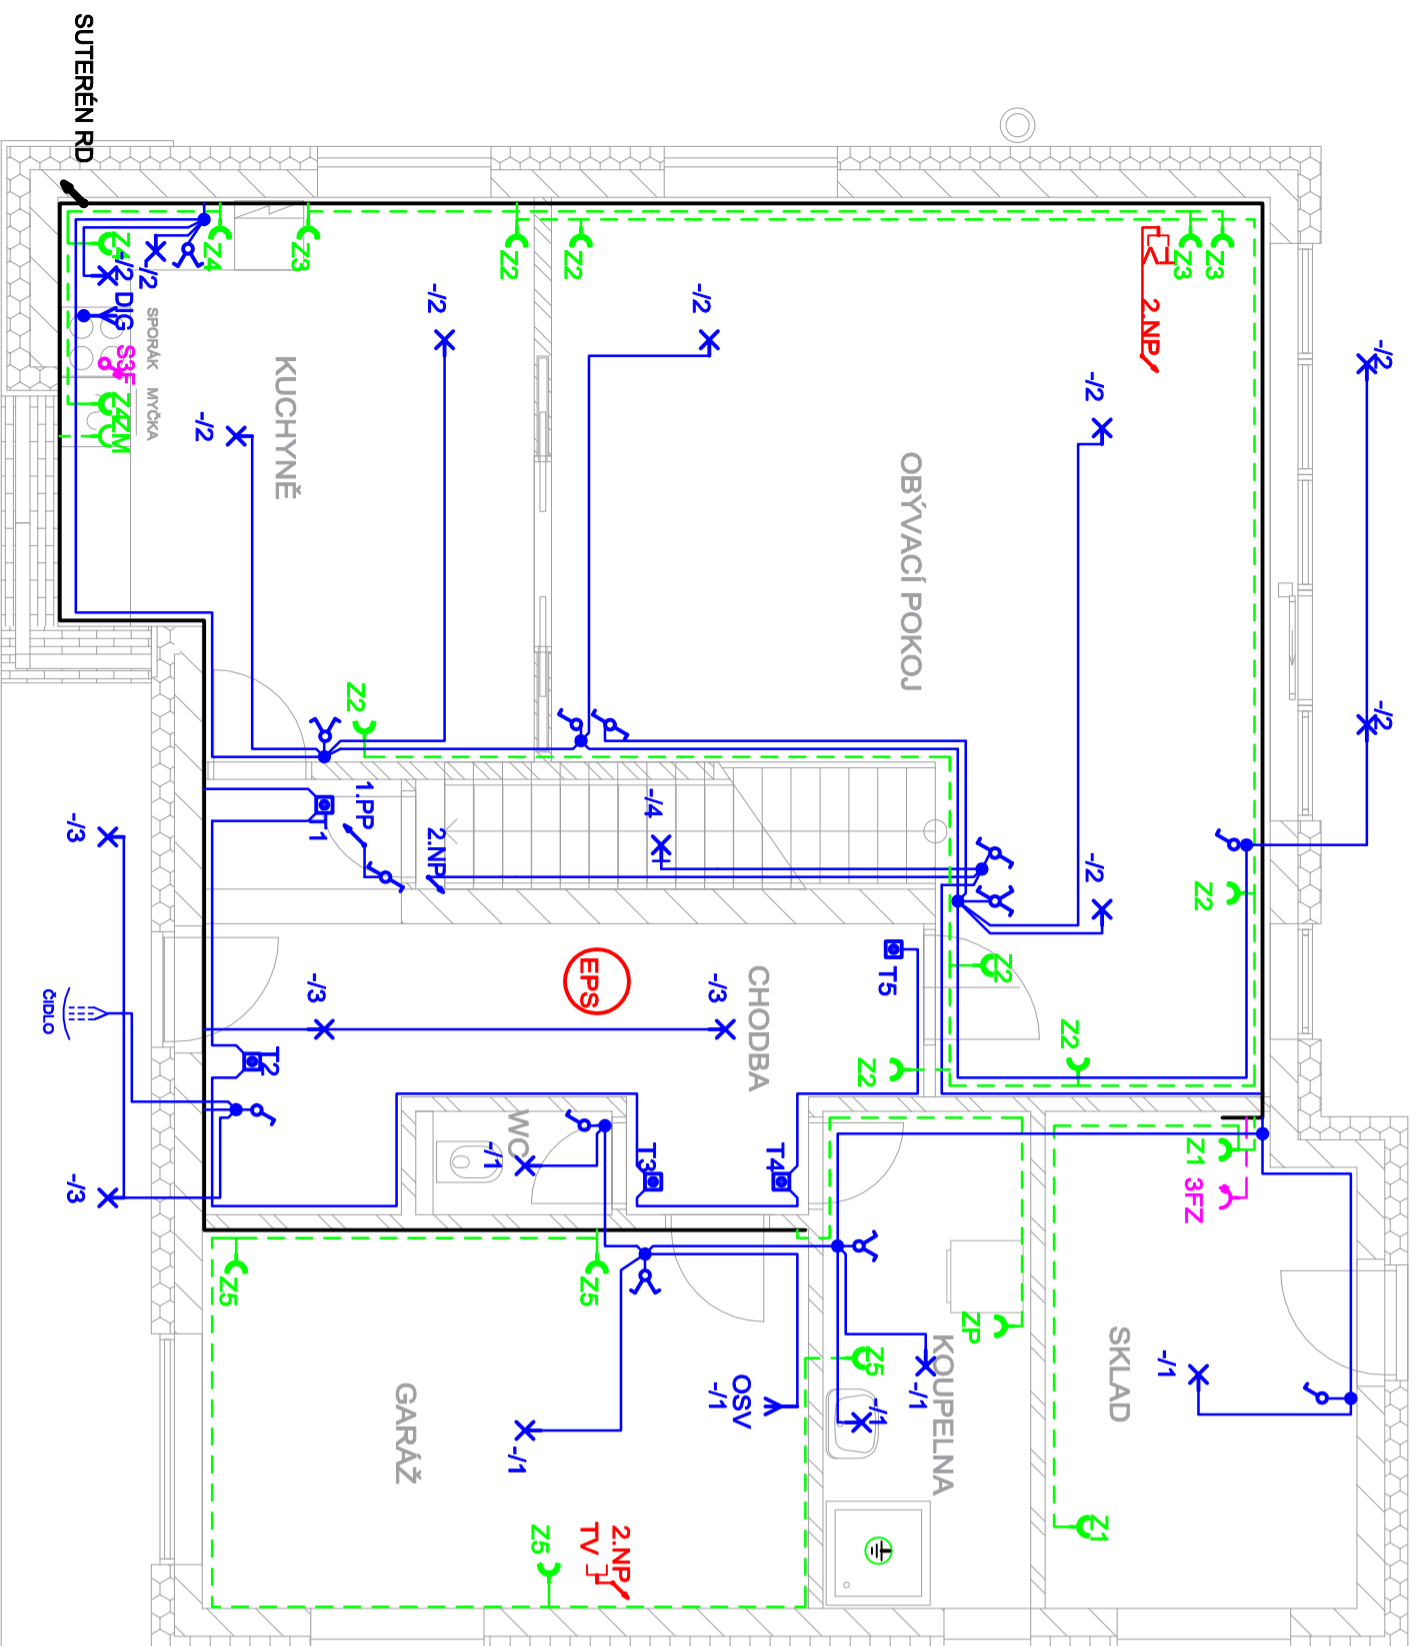 SUTERÉN RD
Z4
-/2
-/2
DIG
SPORÁK
MYČKA
S3F
Z4
ZM
Z4
Z3
KUCHYNĚ
-/2
-/2
Z2
Z2
-/2
OBÝVACÍ POKOJ
Z3
Z3
2.NP
-/2
-/2
-/2
Z2
-/2
Z2
Z2
Z2
Z2
1.PP
T1
2.NP
-/4
-/3
-/3
ČIDLO
T2
-/3
EPS
-/3
CHODBA
T5
WC
-/1
T3
T4
Z1
3FZ
SKLAD
-/1
Z1
ZP
KOUPELNA
-/1
-/1
Z5
OSV
-/1
Z5
Z5
GARÁŽ
-/1
Z5
2.NP
TV